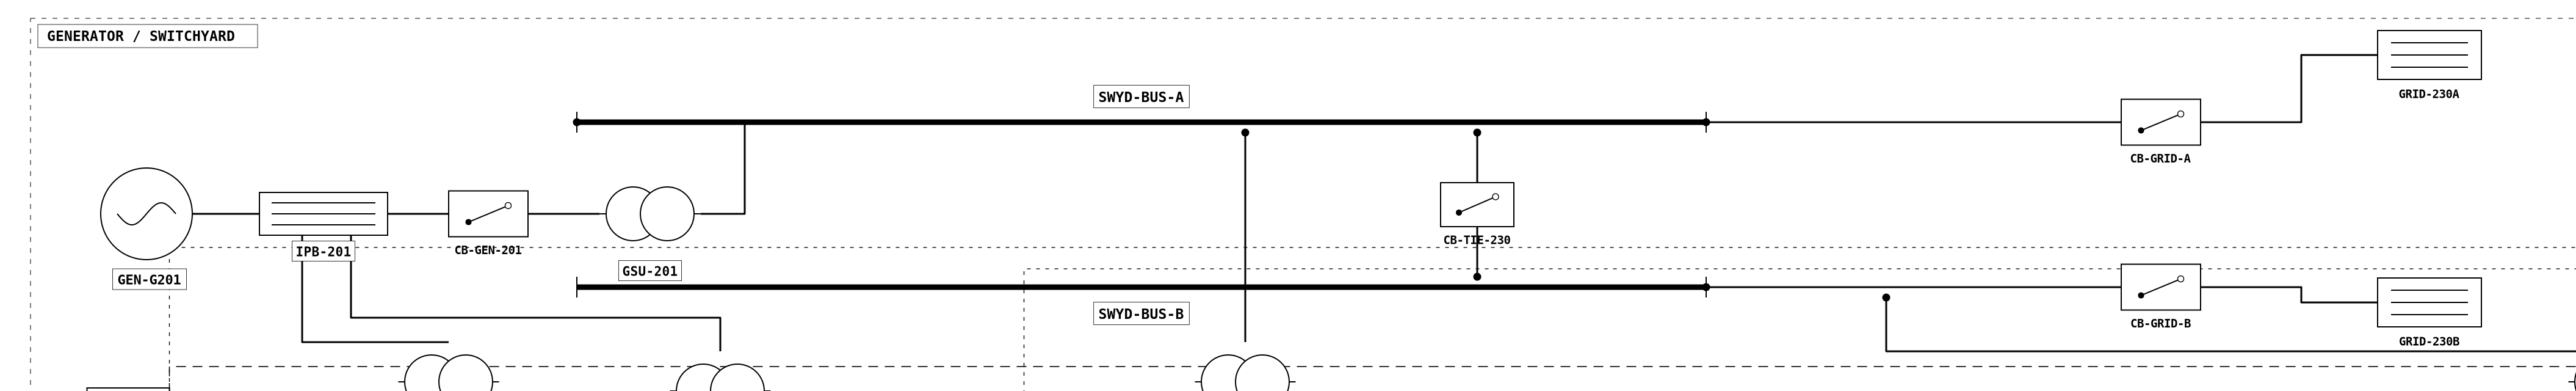 GENERATOR / SWITCHYARD
GRID-230A
SWYD-BUS-A
CB-GRID-A
CB-TIE-230
IPB-201
CB-GEN-201
GSU-201
GEN-G201
SWYD-BUS-B
CB-GRID-B
GRID-230B